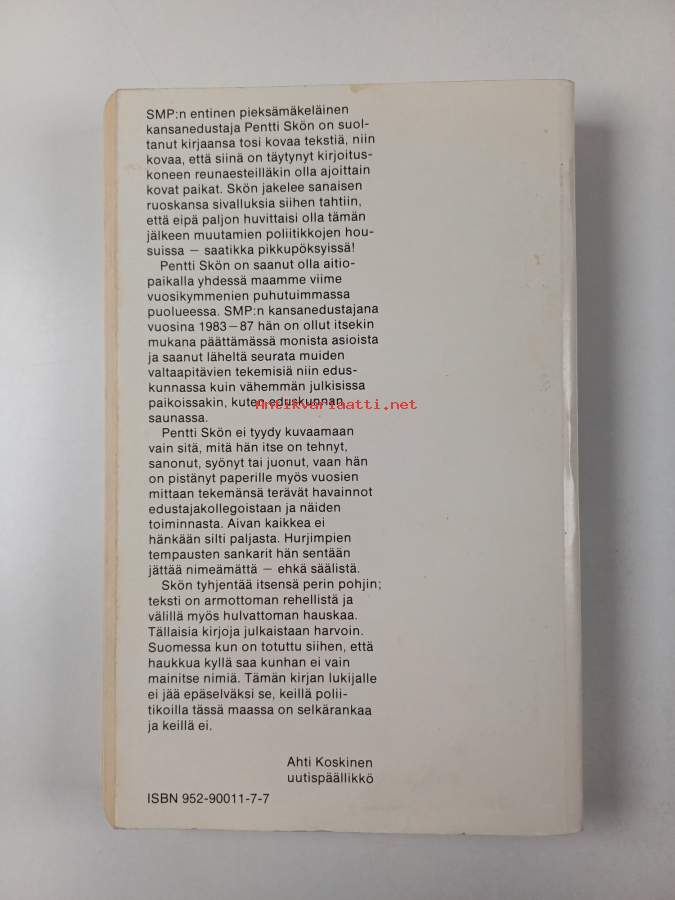 SMP:n entinen pieksämäkeläinen
kansanedustaja Pentti Skön on suol-
tanut kirjaansa tosi kovaa tekstiä, niin
kovaa, että siinä on täytynyt kirjoitus-
koneen reunaesteilläkin olla ajoittain
kovat paikat. Skön jakelee sanaisen
ruoskansa sivalluksia siihen tahtiin,
että eipä paljon huvittaisi olla tämän
jälkeen muutamien poliitikkojen hou-
suissa – saatikka pikkupöksyissä!
Pentti Skön on saanut olla aitio-
paikalla yhdessä maamme viime
vuosikymmenien puhutuimmassa
puolueessa. SMP:n kansanedustajana
vuosina 1983–87 hän on ollut itsekin
mukana päättämässä monista asioista
ja saanut läheltä seurata muiden
valtaapitävien tekemisiä niin edus-
kunnassa kuin vähemmän julkisissa
paikoissakin, kuten eduskunnan
Antikvariaatti.net
saunassa.
Pentti Skön ei tyydy kuvaamaan
vain sitä, mitä hän itse on tehnyt,
sanonut, syönyt tai juonut, vaan hän
on pistänyt paperille myös vuosien
mittaan tekemänsä terävät havainnot
edustajakollegoistaan ja näiden
toiminnasta. Aivan kaikkea ei
hänkään silti paljasta. Hurjimpien
tempausten sankarit hän sentään
jättää nimeämättä – ehkä säälistä.
Skön tyhjentää itsensä perin pohjin;
teksti on armottoman rehellistä ja
välillä myös hulvattoman hauskaa.
Tällaisia kirjoja julkaistaan harvoin.
Suomessa kun on totuttu siihen, että
haukkua kyllä saa kunhan ei vain
mainitse nimiä. Tämän kirjan lukijalle
ei jää epäselväksi se, keillä polii-
tikoilla tässä maassa on selkärankaa
ja keillä ei.
Ahti Koskinen
uutispäällikkö
ISBN 952-90011-7-7